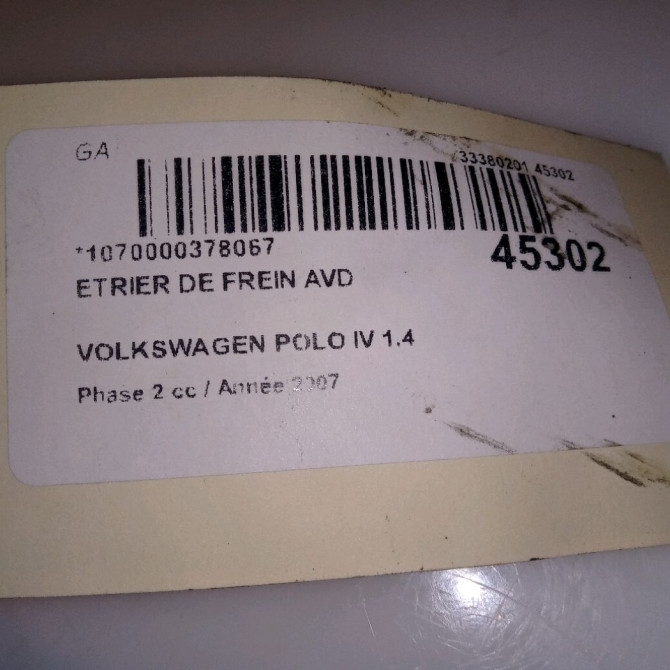 GA
33380201 45302
*1070000378067
45302
ETRIER DE FREIN AVD
VOLKSWAGEN POLO IV 1.4
Phase 2 cc / Année 2007